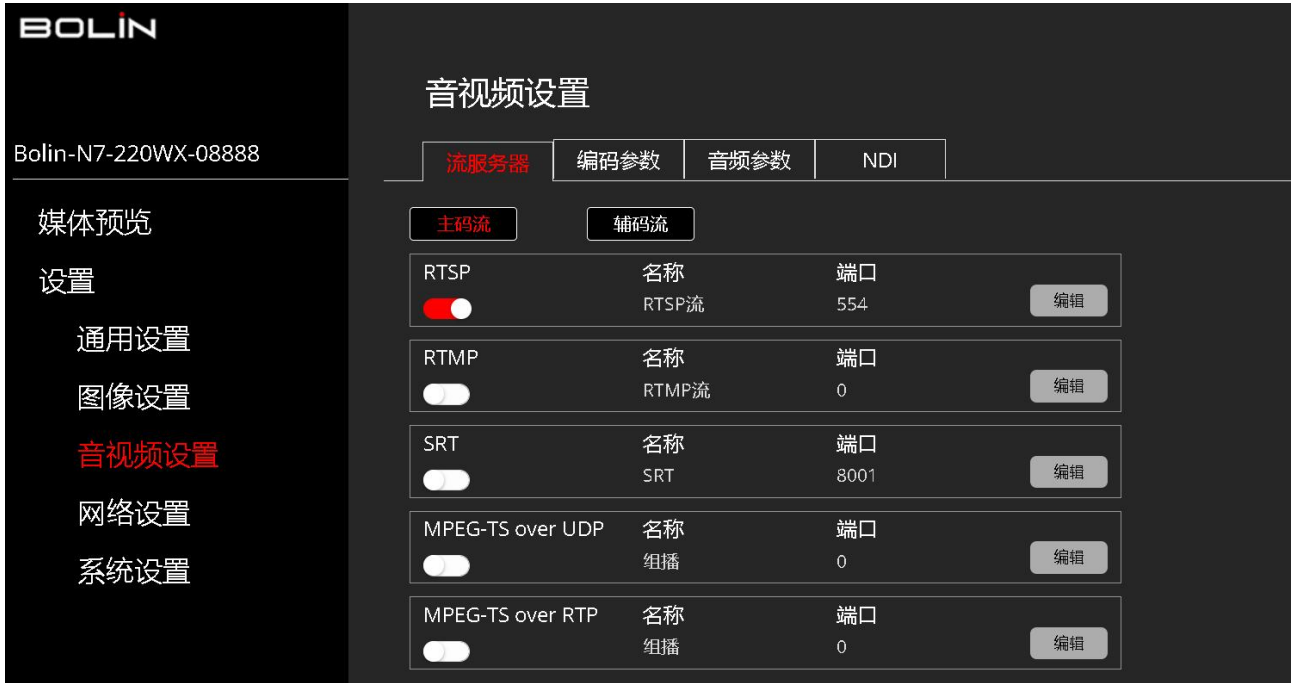 BOLIN
Bolin-N7-220WX-08888
媒体预览
设置
通用设置
图像设置
音视频设置
网络设置
系统设置
音视频设置
流服务器 编码参数 音频参数 NDI
主码流 辅码流
RTSP 名称 端口
RTSP流 554 编辑
RTMP 名称 端口
RTMP流 0 编辑
SRT 名称 端口
SRT 8001 编辑
MPEG-TS over UDP 名称 端口
组播 0 编辑
MPEG-TS over RTP 名称 端口
组播 0 编辑